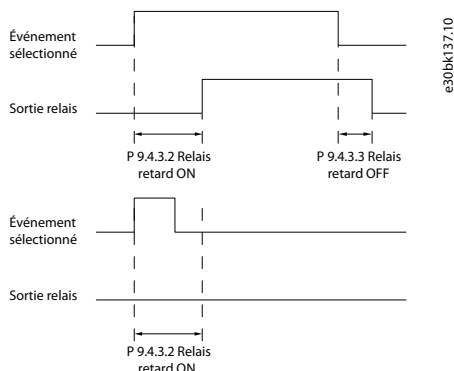 Événement
sélectionné
Sortie relais
P 9.4.3.2 Relais
retard ON
P 9.4.3.3 Relais
retard OFF
e30bk137.10
Événement
sélectionné
Sortie relais
P 9.4.3.2 Relais
retard ON